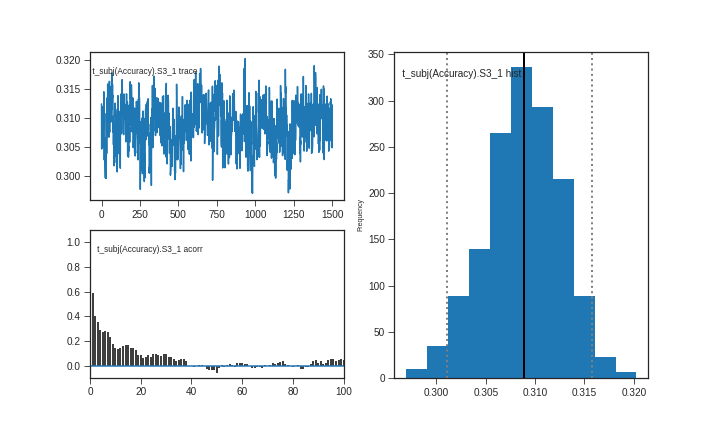 0.320
t_subj(Accuracy).S3_1 trace
0.315
0.310
0.305
0.300
0 250 500 750 1000 1250 1500
1.0
t_subj(Accuracy).S3_1 acorr
0.8
0.6
0.4
0.2
0.0
0 20 40 60 80 100
350
t_subj(Accuracy).S3_1 hist
300
250
200
Frequency
150
100
50
0
0.300 0.305 0.310 0.315 0.320